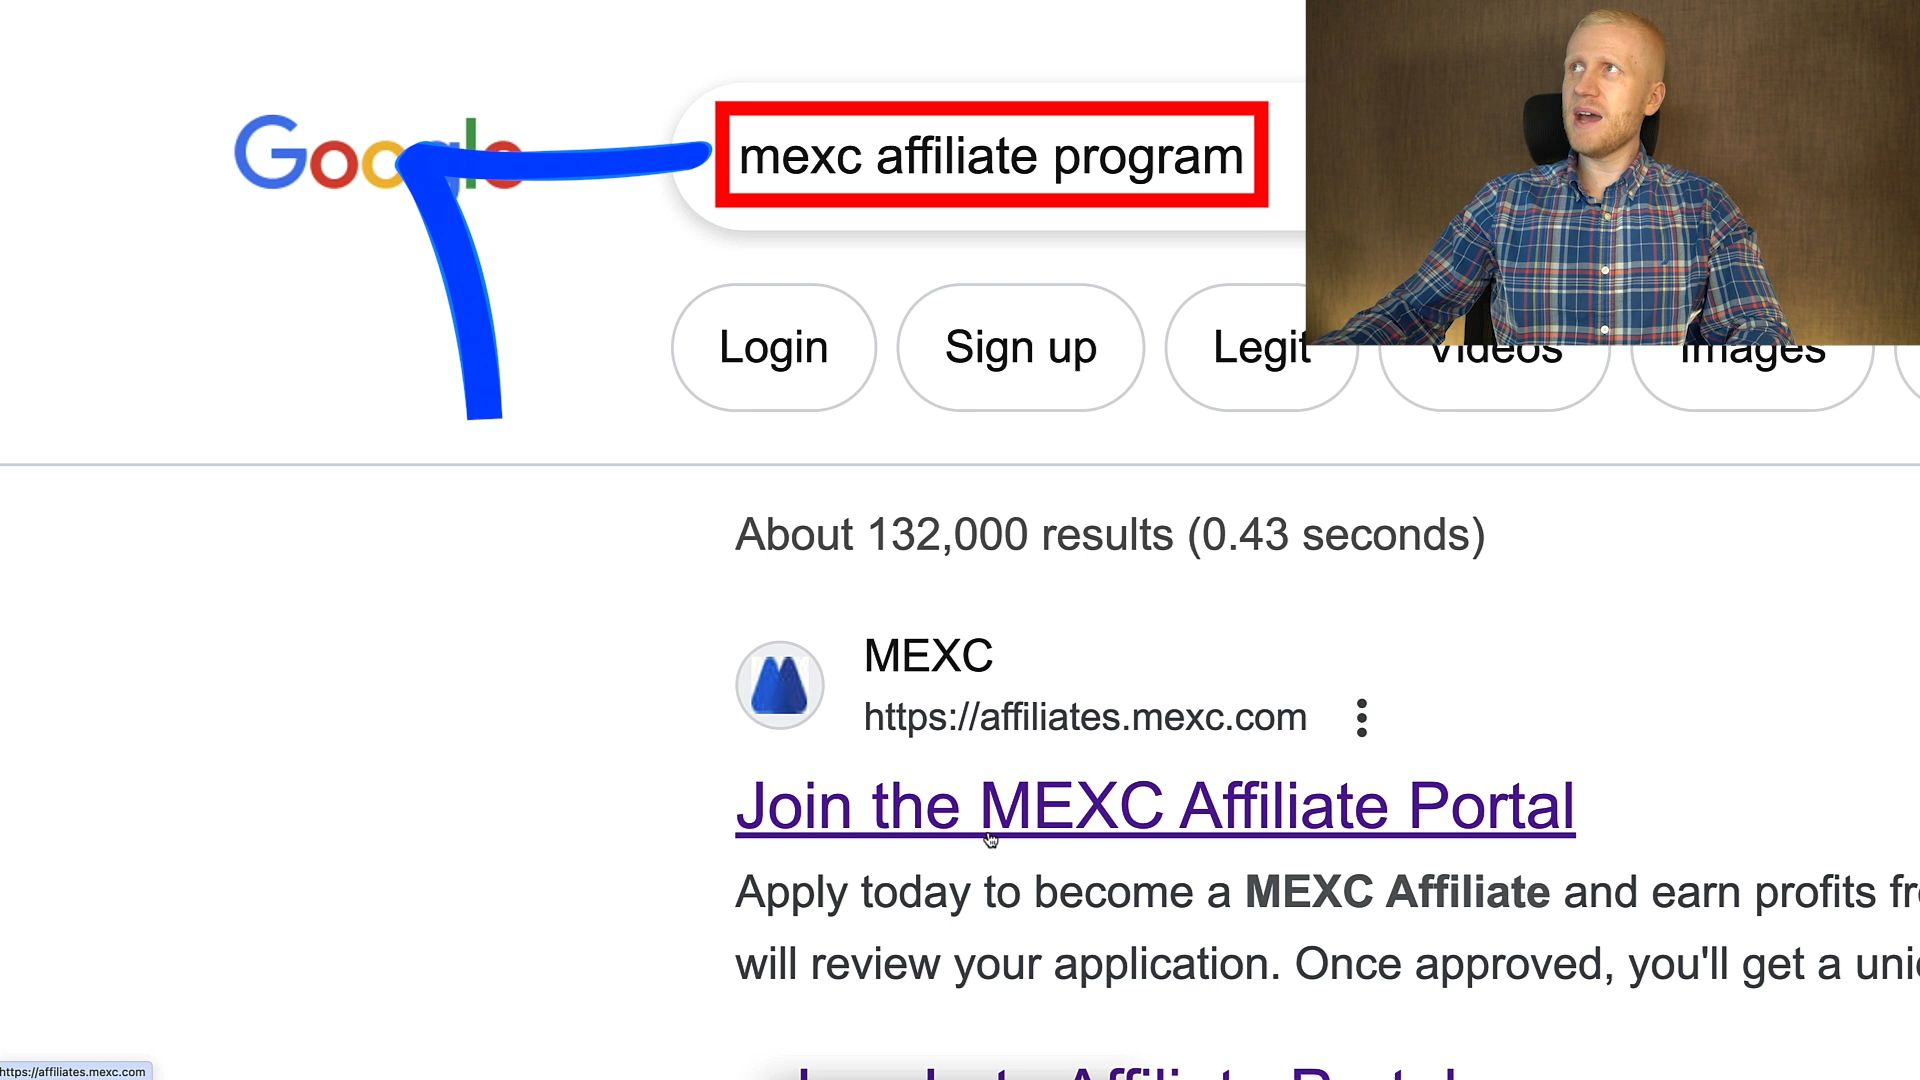 Google
mexc affiliate program
Login
Sign up
Legit
Videos
Images
About 132,000 results (0.43 seconds)
MEXC
https://affiliates.mexc.com
Join the MEXC Affiliate Portal
Apply today to become a MEXC Affiliate and earn profits
will review your application. Once approved, you'll get a
https://affiliates.mexc.com